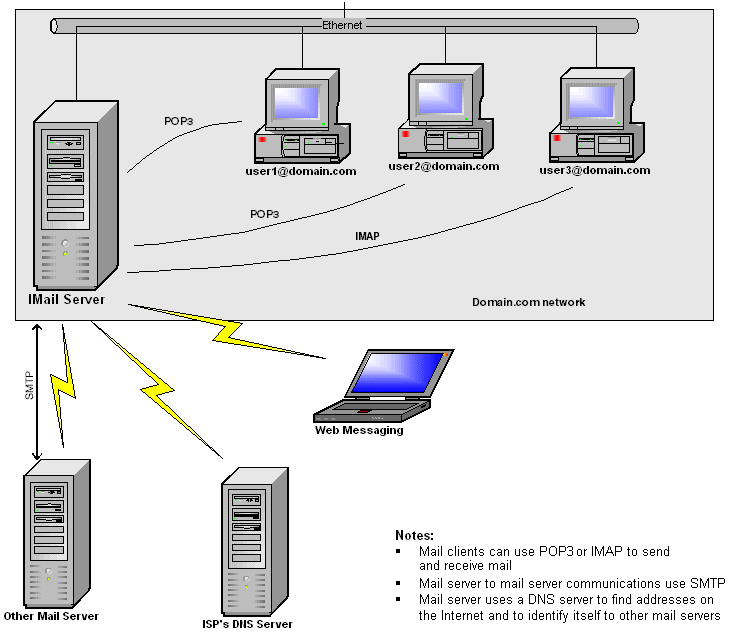 Ethernet
POP3
user1@domain.com
user2@domain.com
user3@domain.com
POP3
IMAP
IMail Server
Domain.com network
SMTP
Web Messaging
Other Mail Server
ISP's DNS Server
Notes:
▪ Mail clients can use POP3 or IMAP to send
and receive mail
▪ Mail server to mail server communications use SMTP
▪ Mail server uses a DNS server to find addresses on
the Internet and to identify itself to other mail servers